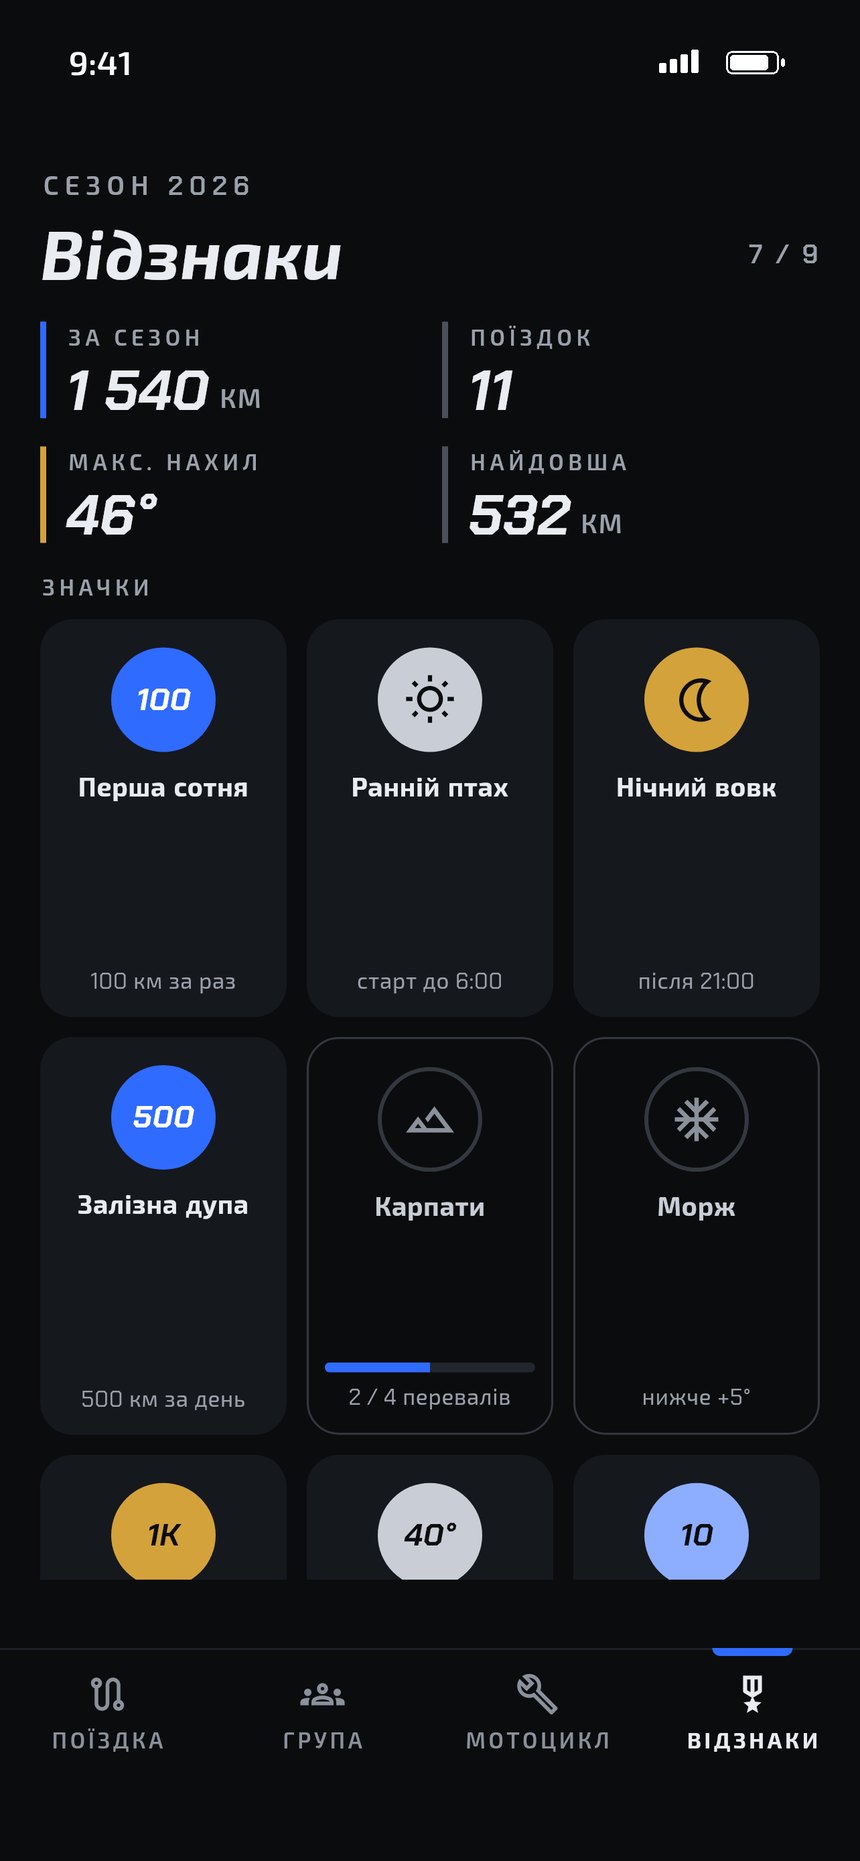 9:41
СЕЗОН 2026
Відзнаки
7 / 9
ЗА СЕЗОН
1 540 КМ
ПОЇЗДОК
11
МАКС. НАХИЛ
46°
НАЙДОВША
532 КМ
ЗНАЧКИ
100
Перша сотня
100 км за раз
Ранній птах
старт до 6:00
Нічний вовк
після 21:00
500
Залізна дупа
500 км за день
Карпати
2 / 4 перевалів
Морж
нижче +5°
1K
40°
10
ПОЇЗДКА
ГРУПА
МОТОЦИКЛ
ВІДЗНАКИ